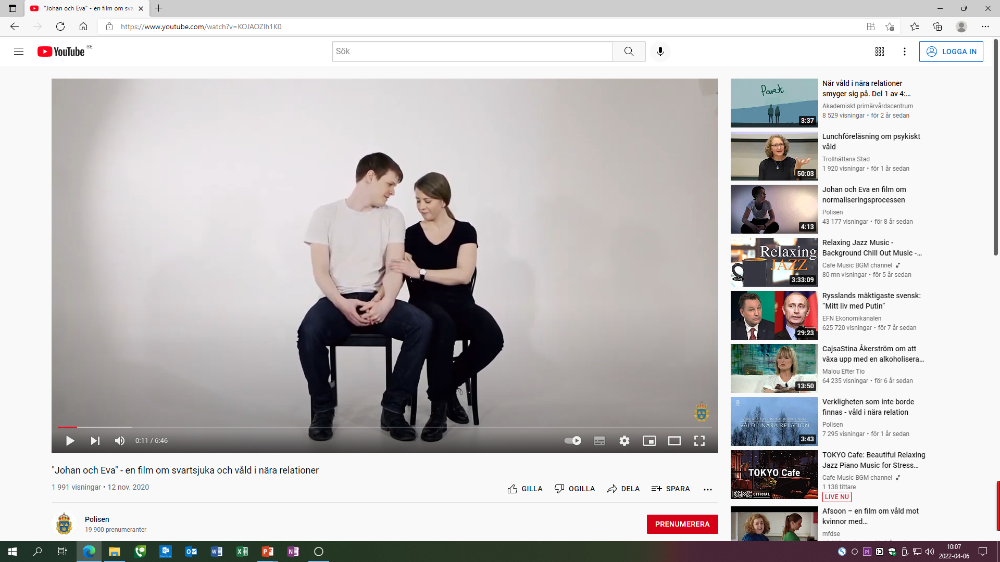 "Johan och Eva" - en film om sva
https://www.youtube.com/watch?v=KOJAOZIh1K0
YouTube SE
Sök
LOGGA IN
0:11 / 6:46
"Johan och Eva" - en film om svartsjuka och våld i nära relationer
1 991 visningar • 12 nov. 2020
GILLA
OGILLA
DELA
SPARA
Polisen
19 900 prenumeranter
PRENUMERERA
Paret
3:37
När våld i nära relationer
smyger sig på. Del 1 av 4:...
Akademiskt primärvårdscentrum
8 529 visningar • för 2 år sedan
50:03
Lunchföreläsning om psykiskt
våld
Trollhättans Stad
1 920 visningar • för 1 år sedan
4:13
Johan och Eva en film om
normaliseringsprocessen
Polisen
43 177 visningar • för 8 år sedan
Relaxing
JAZZ
BGM
3:33:09
Relaxing Jazz Music -
Background Chill Out Music -...
Cafe Music BGM channel
80 mn visningar • för 5 år sedan
29:23
Rysslands mäktigaste svensk:
"Mitt liv med Putin"
EFN Ekonomikanalen
625 720 visningar • för 7 år sedan
13:50
CajsaStina Åkerström om att
växa upp med en alkoholisera...
Malou Efter Tio
64 235 visningar • för 6 år sedan
VERKLIGHETEN SOM INTE BORDE FINNAS
VÅLD I NÄRA RELATION
3:43
Verkligheten som inte borde
finnas - våld i nära relation
Polisen
7 295 visningar • för 1 år sedan
TOKYO Cafe
BGMC OFFICIAL
TOKYO Cafe: Beautiful Relaxing
Jazz Piano Music for Stress...
Cafe Music BGM channel
1 138 tittare
LIVE NU
Afsoon – en film om våld mot
kvinnor med...
mfdse
10:07
2022-04-06